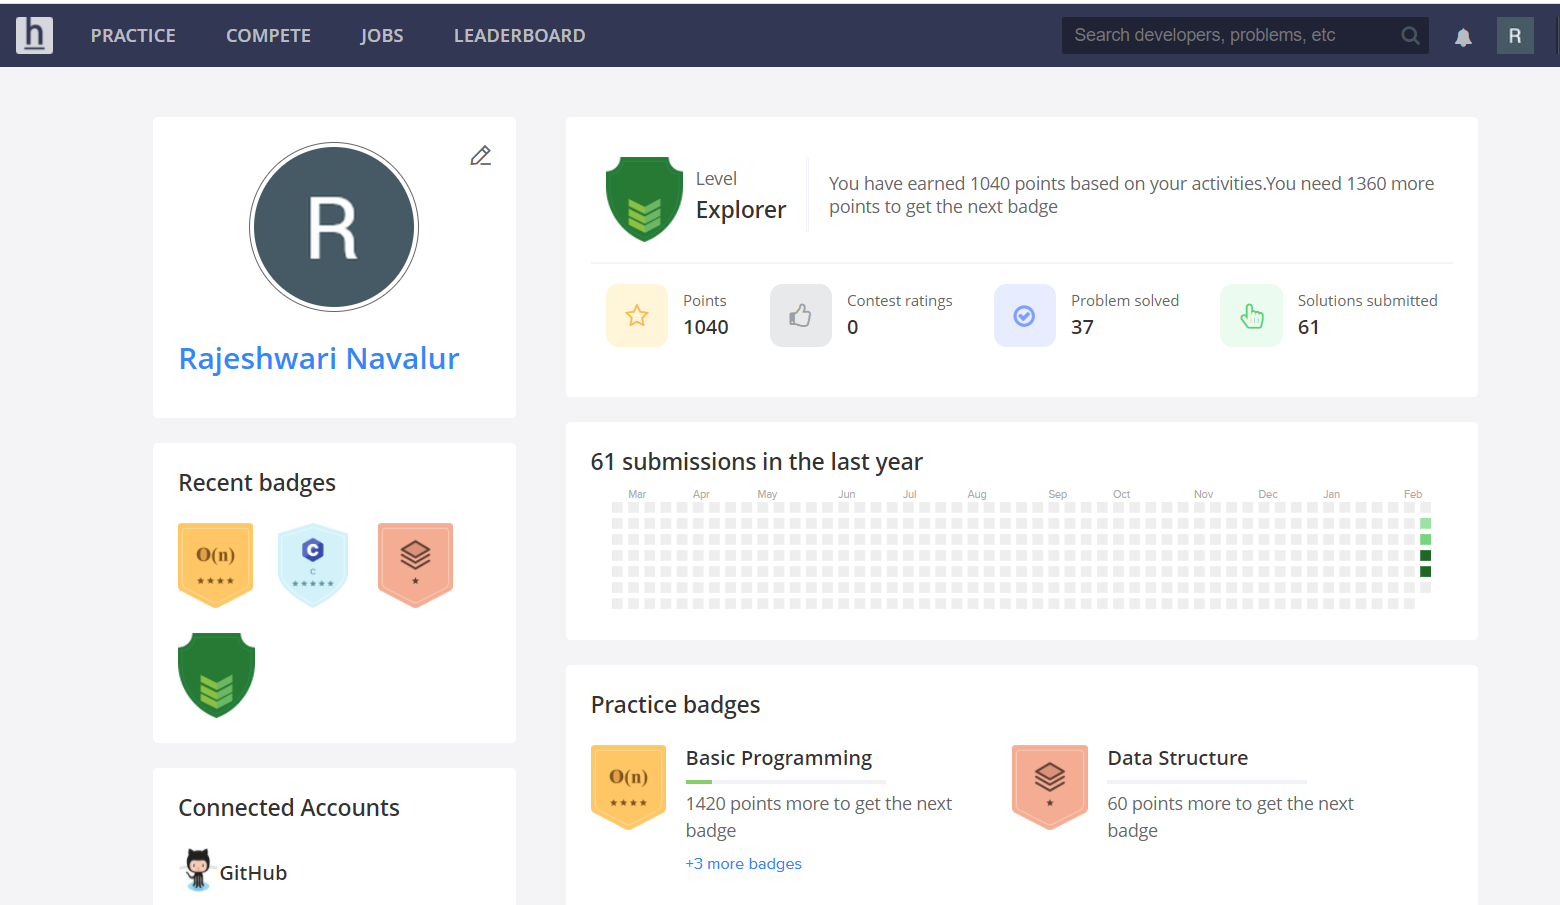 h PRACTICE COMPETE JOBS LEADERBOARD Search developers, problems, etc R
R
Rajeshwari Navalur
Level
Explorer
You have earned 1040 points based on your activities.You need 1360 more
points to get the next badge
Points
1040
Contest ratings
0
Problem solved
37
Solutions submitted
61
Recent badges
O(n)
C
C
61 submissions in the last year
Mar Apr May Jun Jul Aug Sep Oct Nov Dec Jan Feb
Practice badges
O(n)
Basic Programming
1420 points more to get the next
badge
+3 more badges
Data Structure
60 points more to get the next
badge
Connected Accounts
GitHub